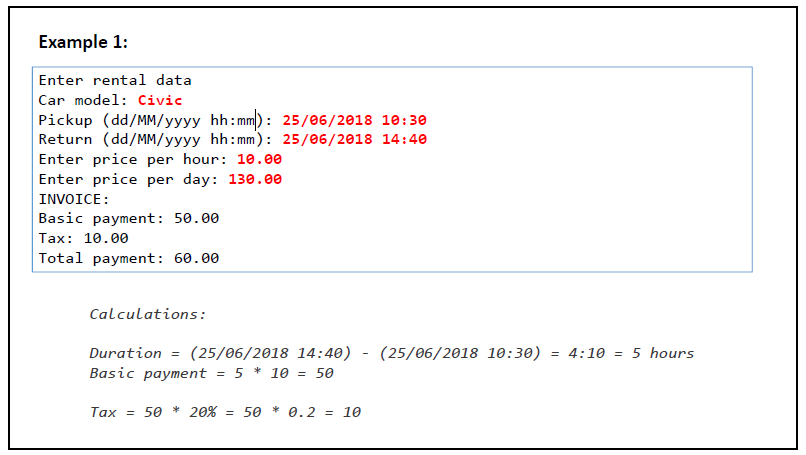 Example 1:
Enter rental data
Car model: Civic
Pickup (dd/MM/yyyy hh:mm): 25/06/2018 10:30
Return (dd/MM/yyyy hh:mm): 25/06/2018 14:40
Enter price per hour: 10.00
Enter price per day: 130.00
INVOICE:
Basic payment: 50.00
Tax: 10.00
Total payment: 60.00
Calculations:
Duration = (25/06/2018 14:40) - (25/06/2018 10:30) = 4:10 = 5 hours
Basic payment = 5 * 10 = 50
Tax = 50 * 20% = 50 * 0.2 = 10